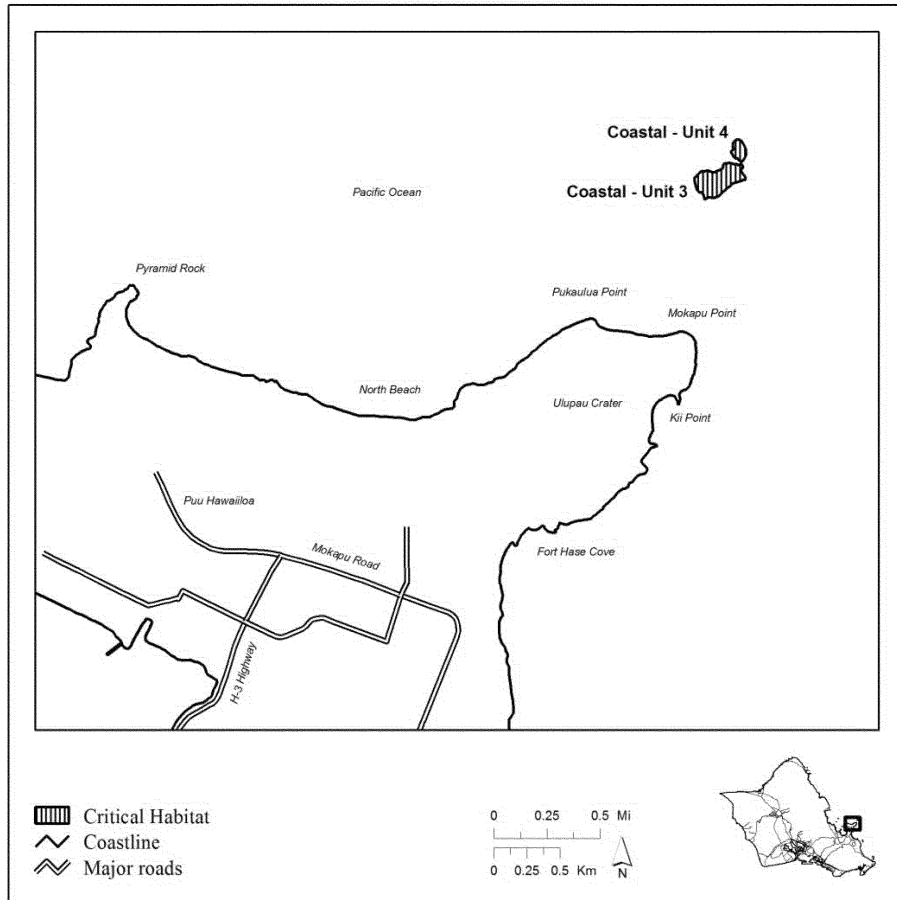 Coastal - Unit 4
Pacific Ocean
Coastal - Unit 3
Pyramid Rock
Pukaulua Point
Mokapu Point
North Beach
Ulupau Crater
Kii Point
Puu Hawaiiloa
Mokapu Road
Fort Hase Cove
H-3 Highway
Critical Habitat
Coastline
Major roads
0 0.25 0.5 Mi
0 0.25 0.5 Km
N